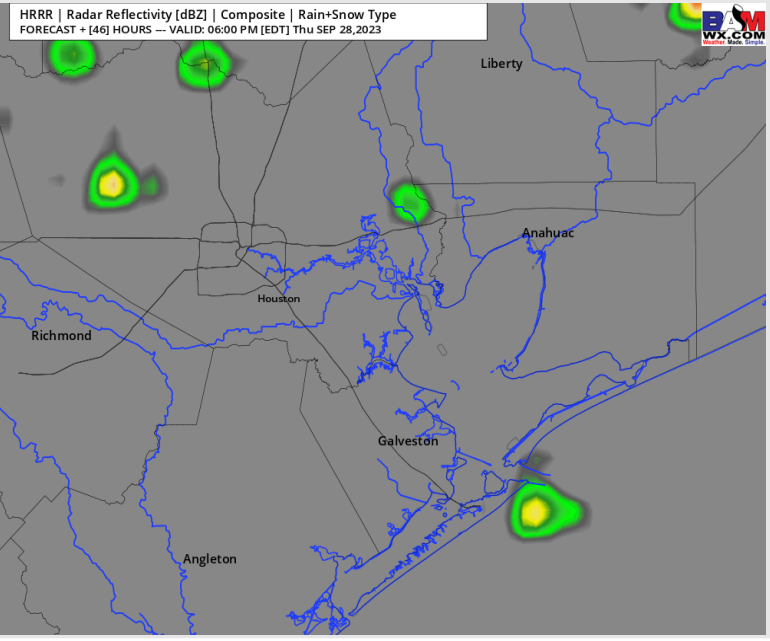 HRRR | Radar Reflectivity [dBZ] | Composite | Rain+Snow Type
FORECAST + [46] HOURS --- VALID: 06:00 PM [EDT] Thu SEP 28,2023
BAM
WX.COM
Weather. Made. Simple.
Liberty
Anahuac
Houston
Richmond
Galveston
Angleton